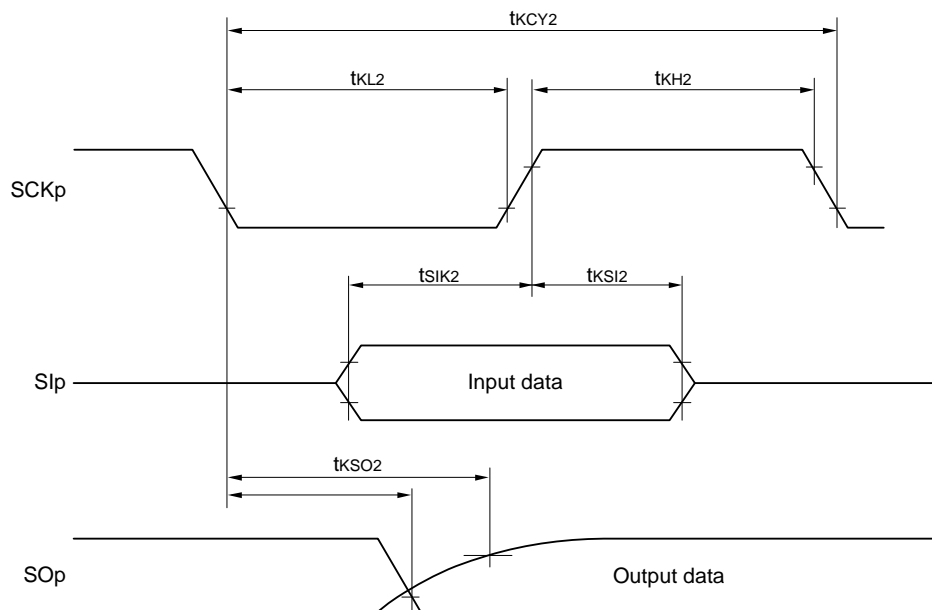 tKCY2
tKL2
tKH2
SCKp
tSIK2
tKSI2
SIp
Input data
tKSO2
SOp
Output data